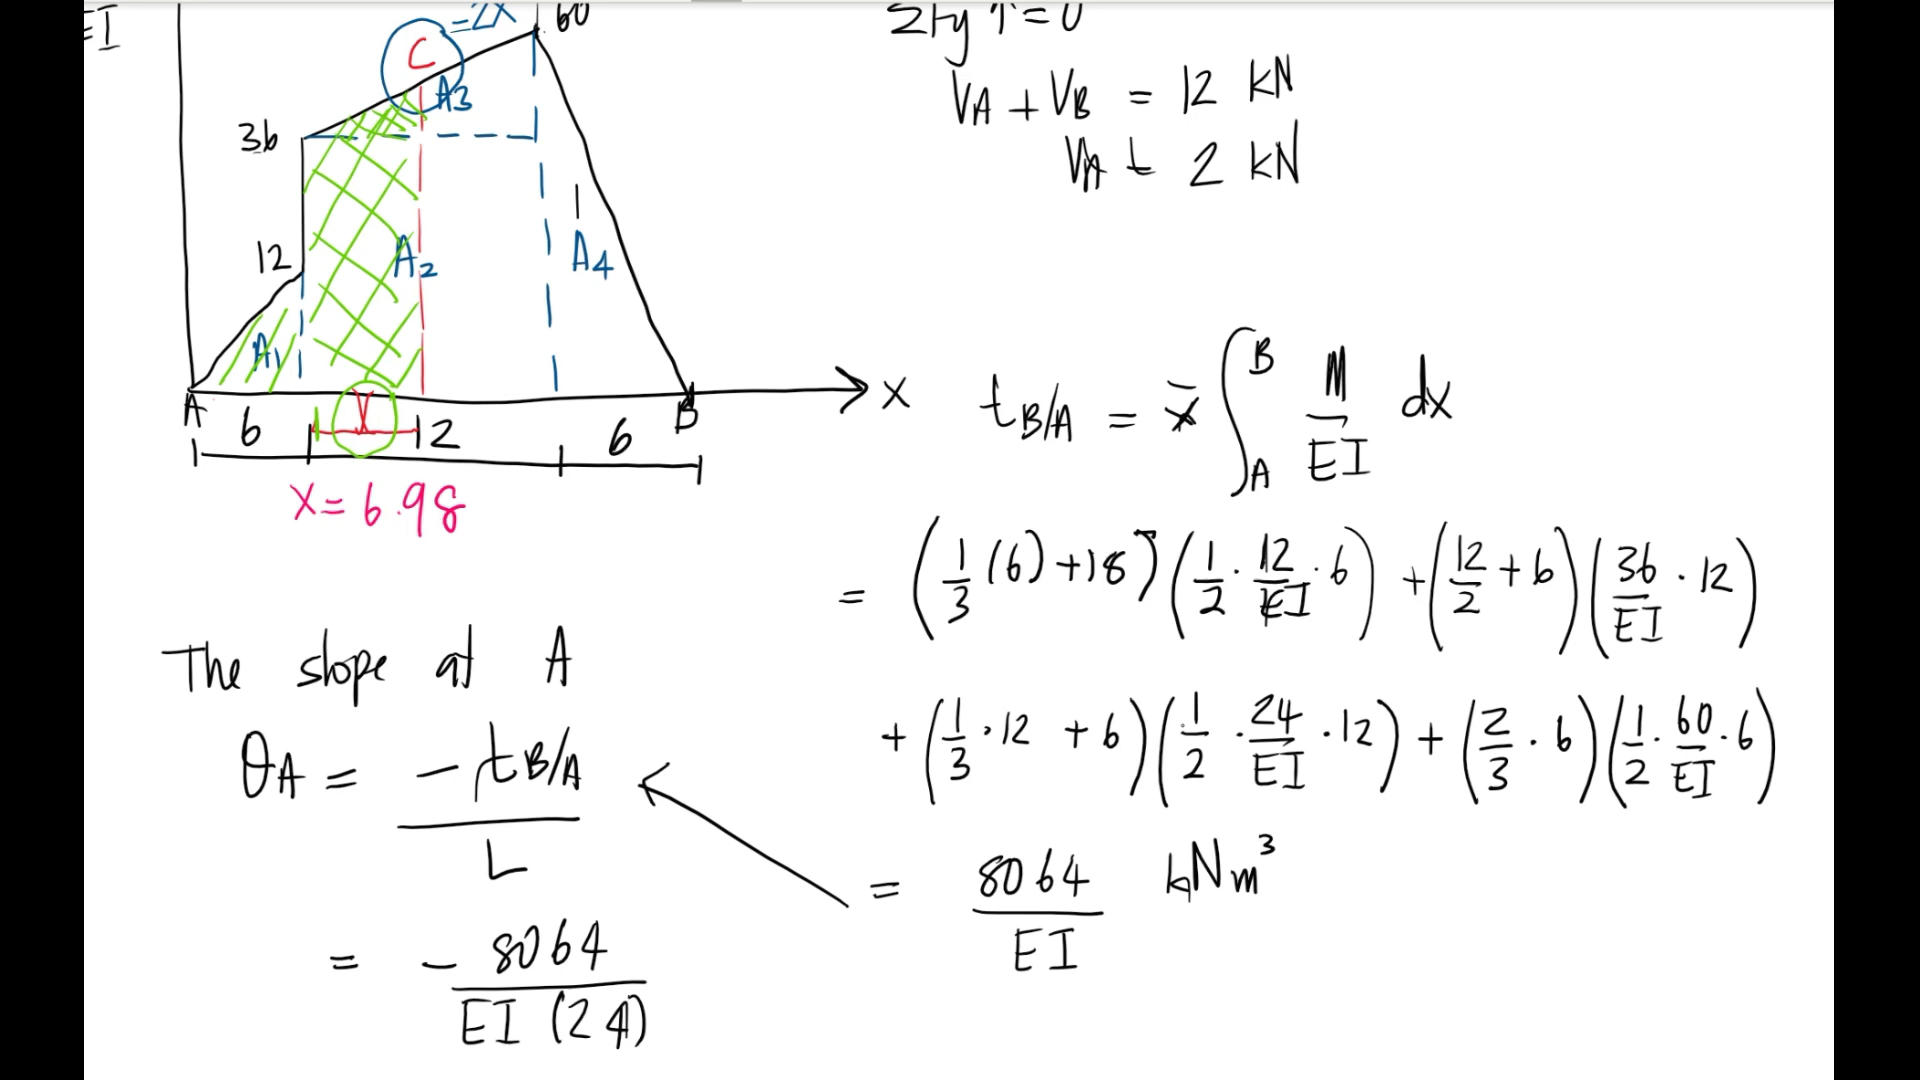 EI
C
=2X
60
A3
36
12
A2
A4
A1
A
X
B
x
6
12
6
X = 6.98
ΣFy ↑ = 0
VA + VB = 12 kN
VA = 2 kN
tB/A = x̄ ∫ B A M/EI dx
= (1/3 (6) + 18) (1/2 · 12/EI · 6) + (12/2 + 6) (36/EI · 12)
+ (1/3 · 12 + 6) (1/2 · 24/EI · 12) + (2/3 · 6) (1/2 · 60/EI · 6)
= 8064/EI kNm³
The slope at A
θA = - tB/A / L
= - 8064 / EI (24)